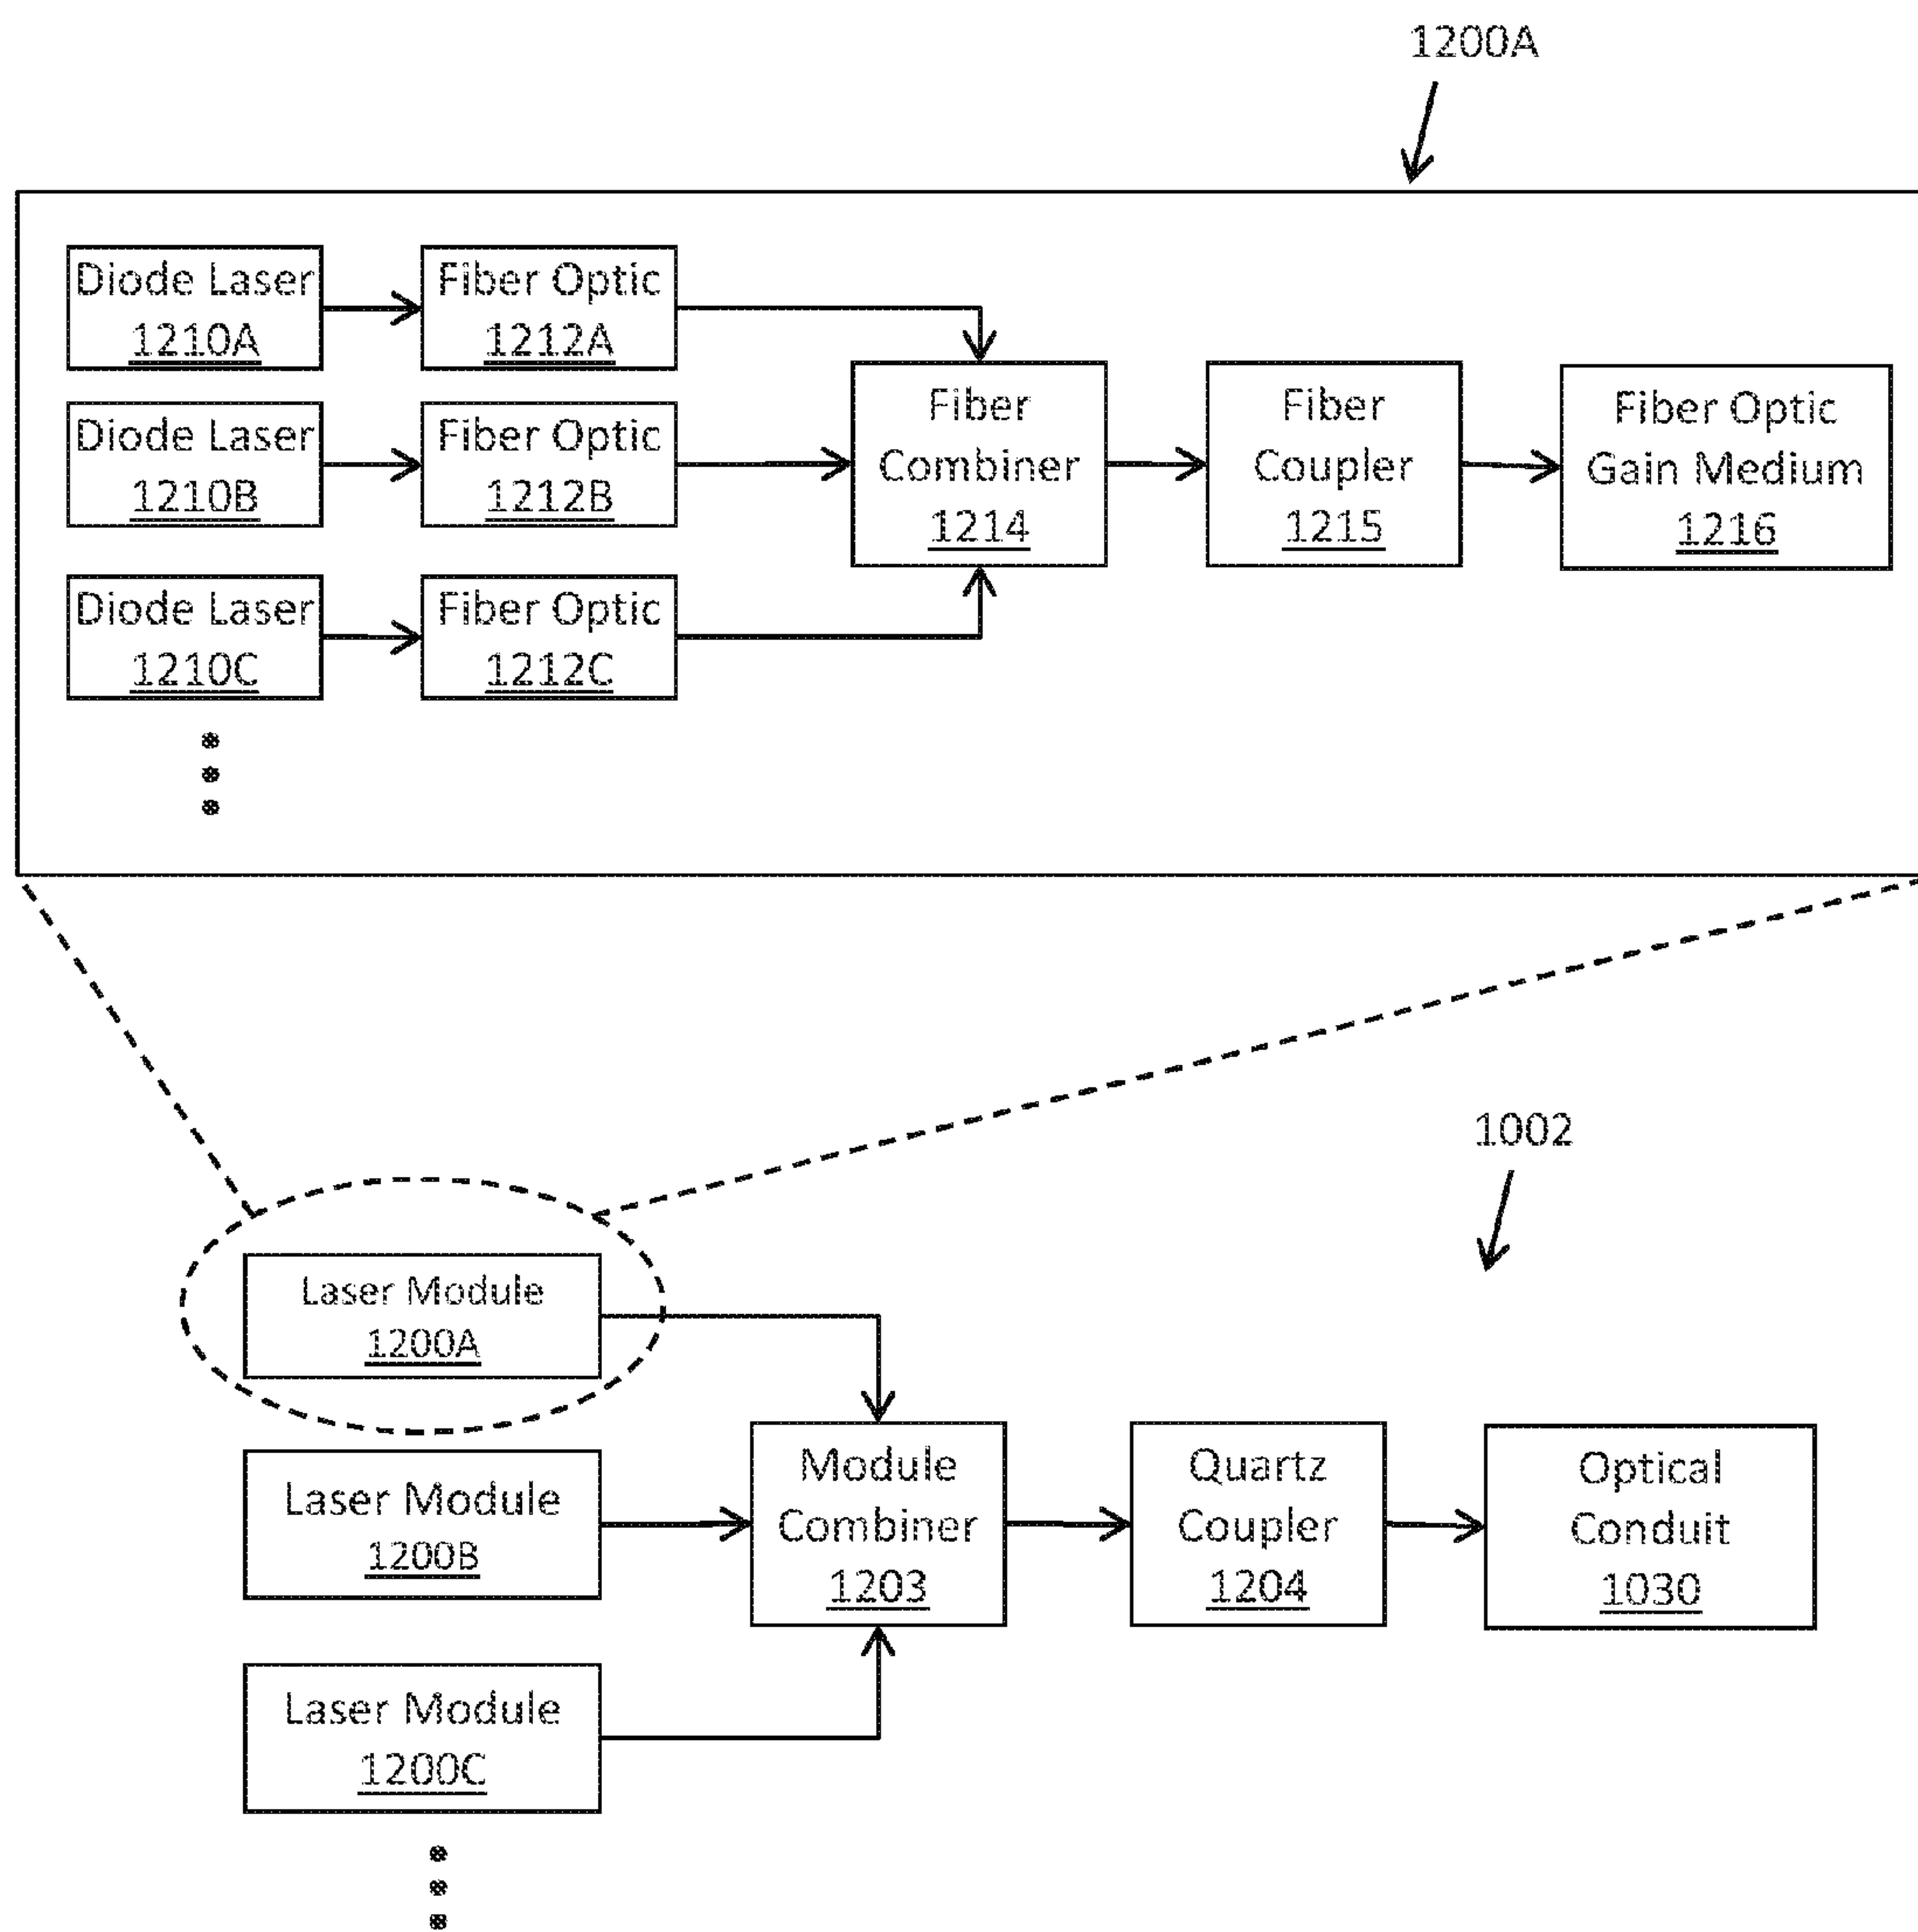 1200A
Diode Laser
1210A
Fiber Optic
1212A
Diode Laser
1210B
Fiber Optic
1212B
Diode Laser
1210C
Fiber Optic
1212C
Fiber
Combiner
1214
Fiber
Coupler
1215
Fiber Optic
Gain Medium
1216
1002
Laser Module
1200A
Laser Module
1200B
Laser Module
1200C
Module
Combiner
1203
Quartz
Coupler
1204
Optical
Conduit
1030